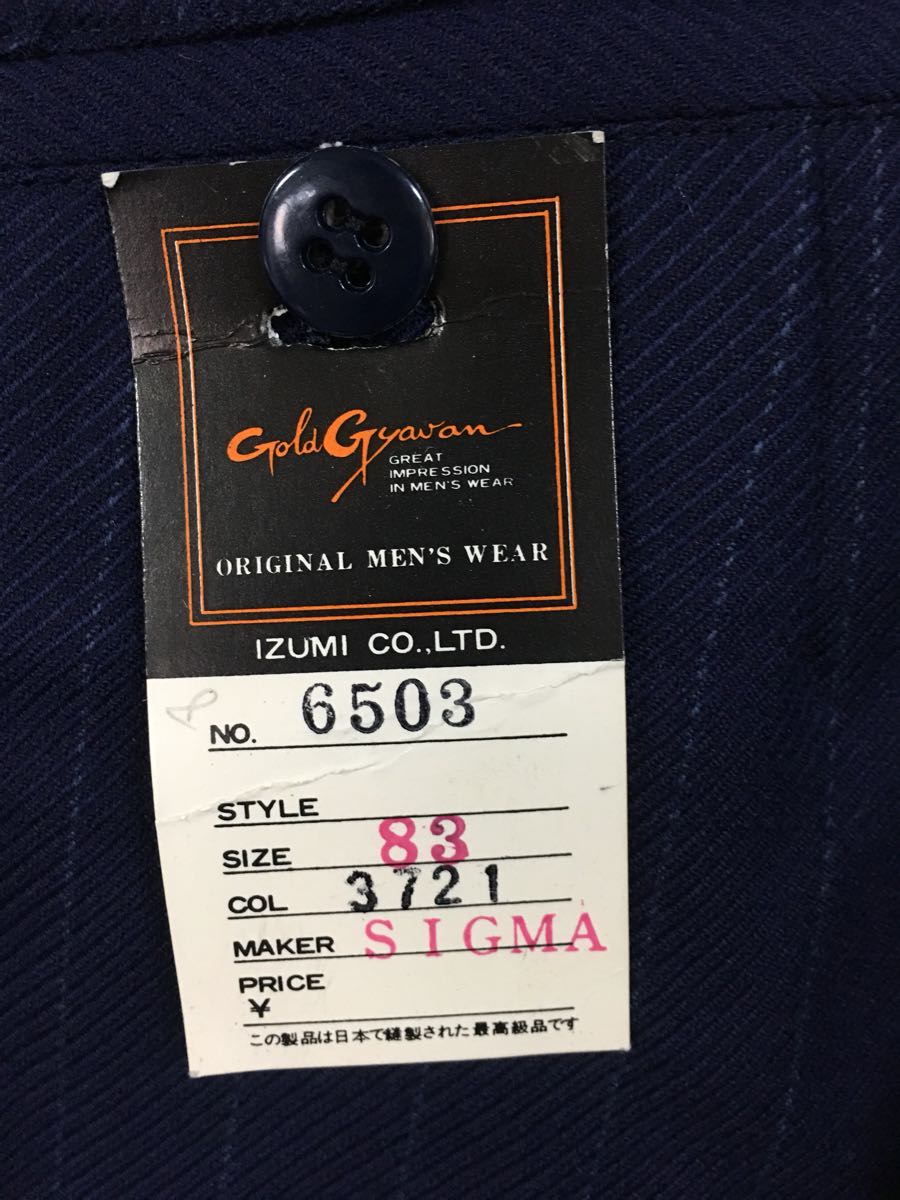 Gold Gyavan
GREAT
IMPRESSION
IN MEN'S WEAR
ORIGINAL MEN'S WEAR
IZUMI CO.,LTD.
8
NO. 6503
STYLE
SIZE 83
COL 3721
MAKER SIGMA
PRICE
¥
この製品は日本で縫製された最高級品です